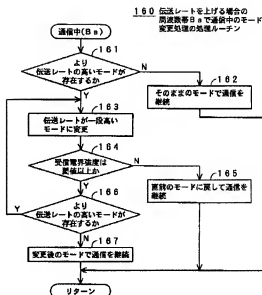 160 伝送レートを上げる場合の
周波数帯Baで通信中のモード
変更処理の処理ルーチン
通信中(Ba)
161
より
伝送レートの高いモードが
存在するか
N
162
そのままのモードで通信を
継続
Y
163
伝送レートが一段高い
モードに変更
164
受信電界強度は
閾値以上か
N
165
直前のモードに戻して通信を
継続
Y
166
より
伝送レートの高いモードが
存在するか
Y
N
167
変更後のモードで通信を継続
リターン